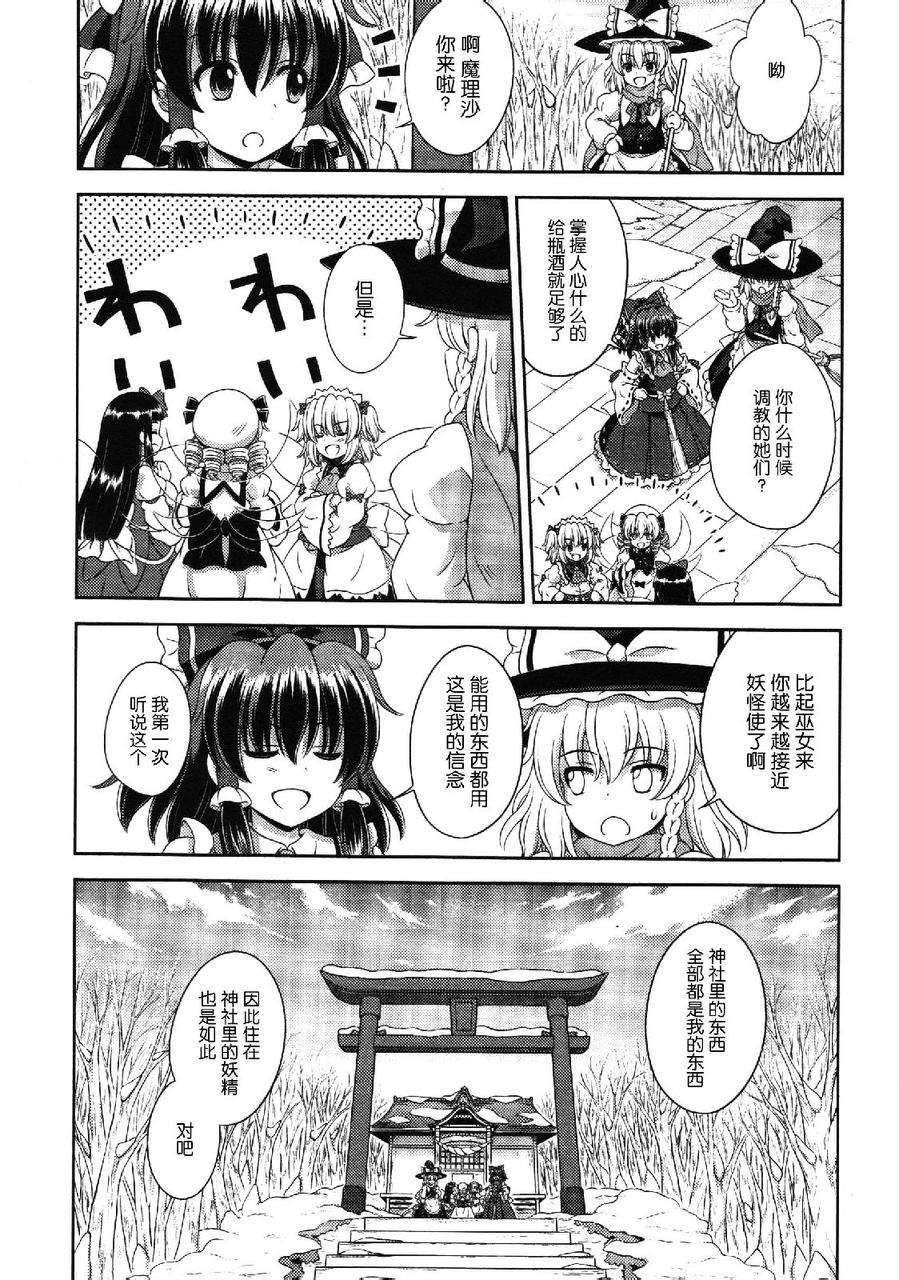 呦
啊 魔理沙
你来啦？
你什么时候
调教的她们？
掌握人心什么的
给瓶酒就足够了
但是…
わい
わい
比起巫女来
你越来越接近
妖怪使了啊
能用的东西都用
这是我的信念
我第一次
听说这个
神社里的东西
全部都是我的东西
因此住在
神社里的妖精
也是如此
对吧